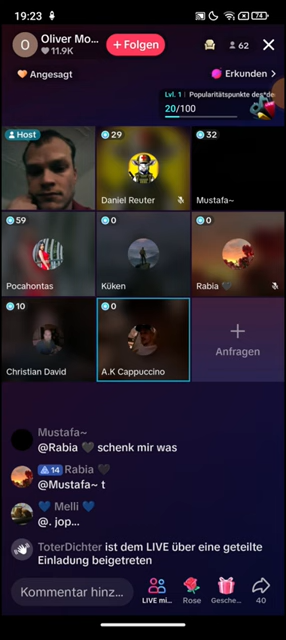 19:23
74
Oliver Mo...
11.9K
+ Folgen
62
Angesagt
Erkunden >
Lvl. 1 | Popularitätspunkte des
20/100
Host
29
Daniel Reuter
32
Mustafa~
59
Pocahontas
0
Küken
0
Rabia 🖤
10
Christian David
0
A.K Cappuccino
+
Anfragen
Mustafa~
@Rabia 🖤 schenk mir was
14 Rabia 🖤
@Mustafa~ t
💙 Melli 💙
@. jop...
ToterDichter ist dem LIVE über eine geteilte
Einladung beigetreten
Kommentar hinz...
LIVE mi...
Rose
Gesche...
40